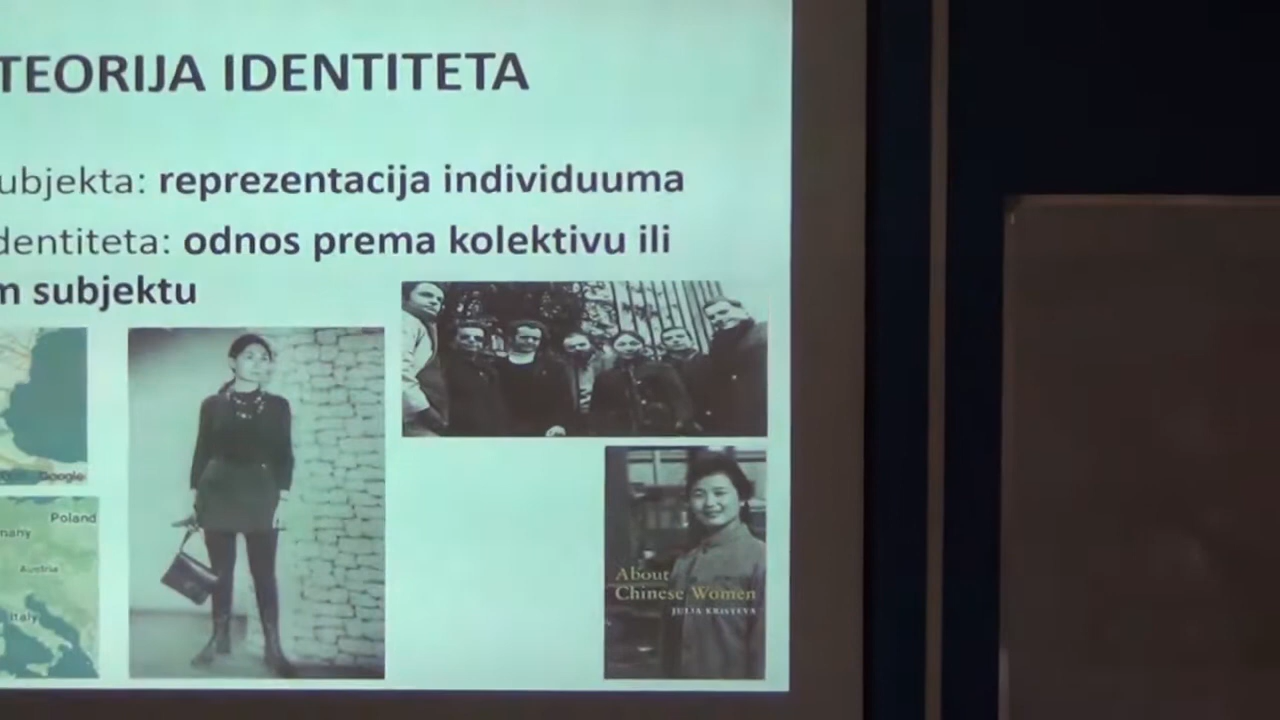 TEORIJA IDENTITETA
ubjekta: reprezentacija individuuma
dentiteta: odnos prema kolektivu ili
m subjektu
Google
Poland
many
Austria
Italy
About
Chinese Women
JULIA KRISTEVA